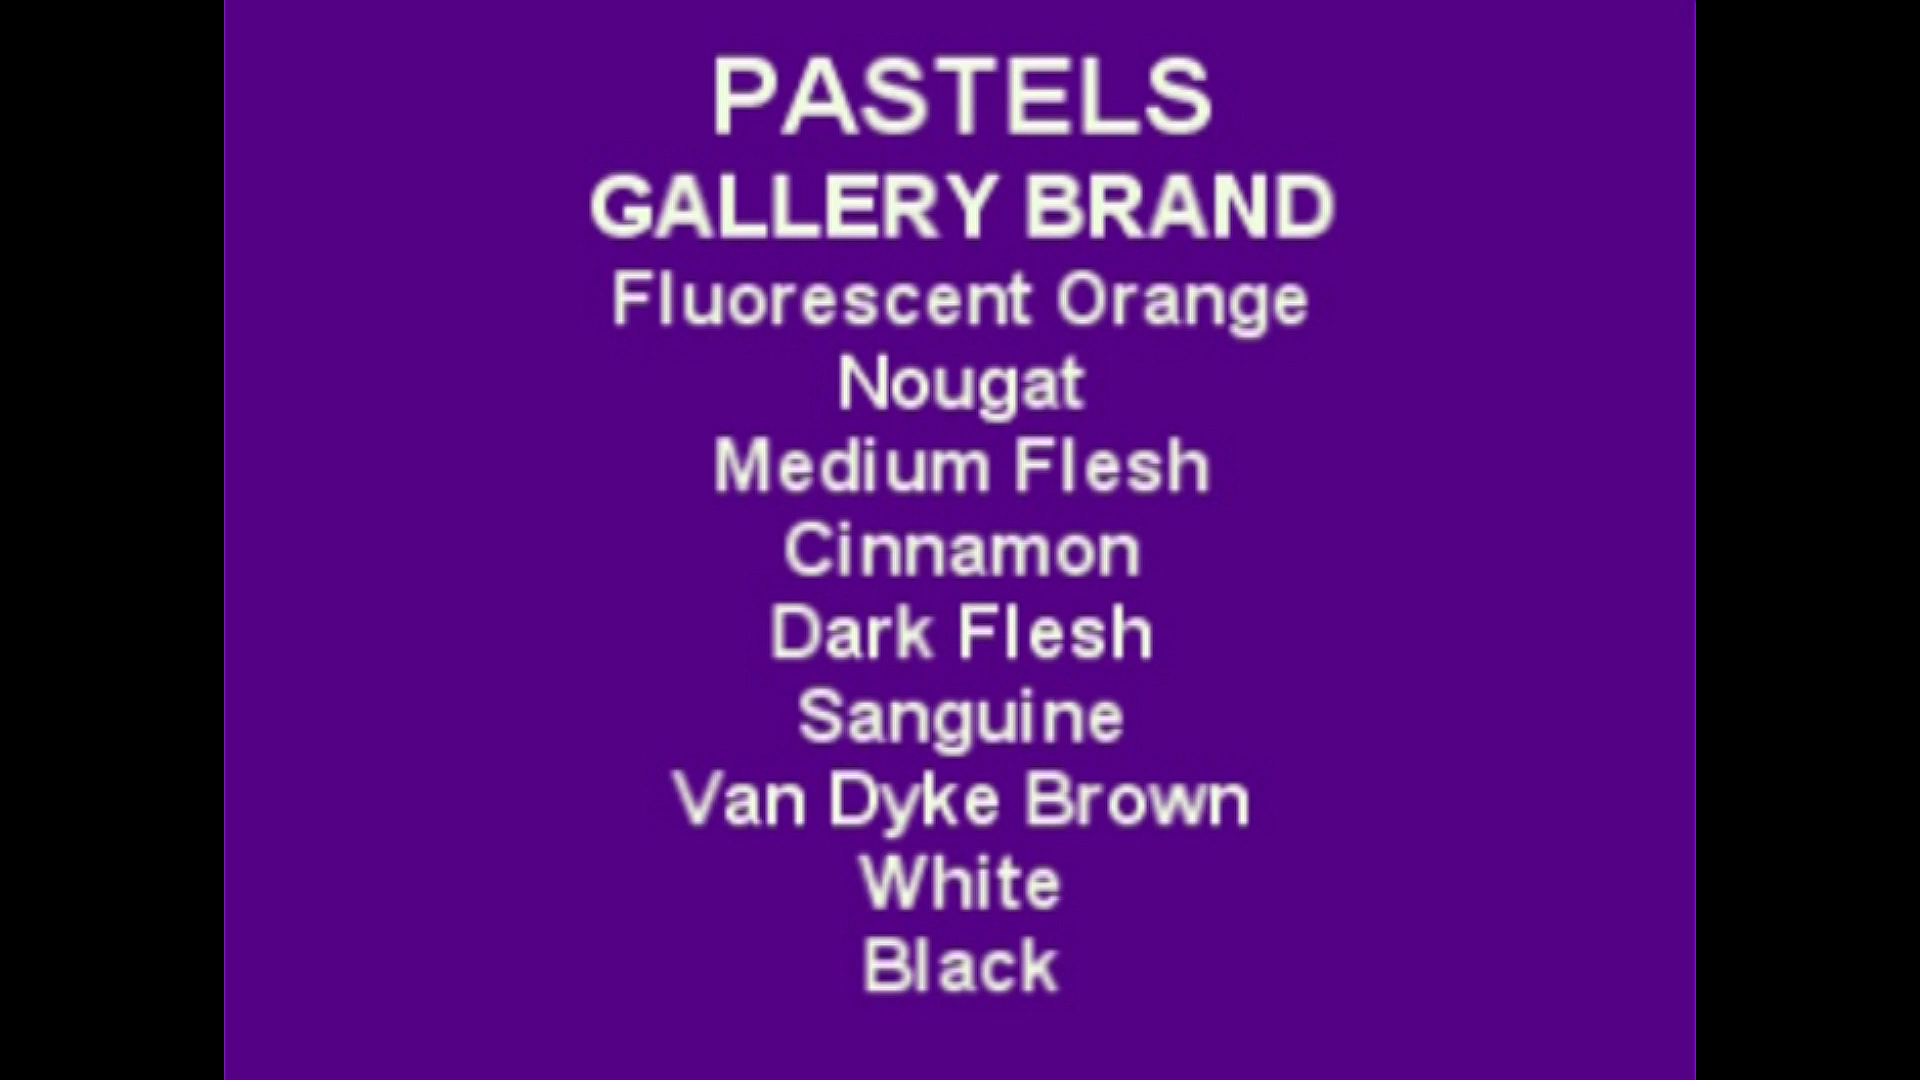 PASTELS
GALLERY BRAND
Fluorescent Orange
Nougat
Medium Flesh
Cinnamon
Dark Flesh
Sanguine
Van Dyke Brown
White
Black